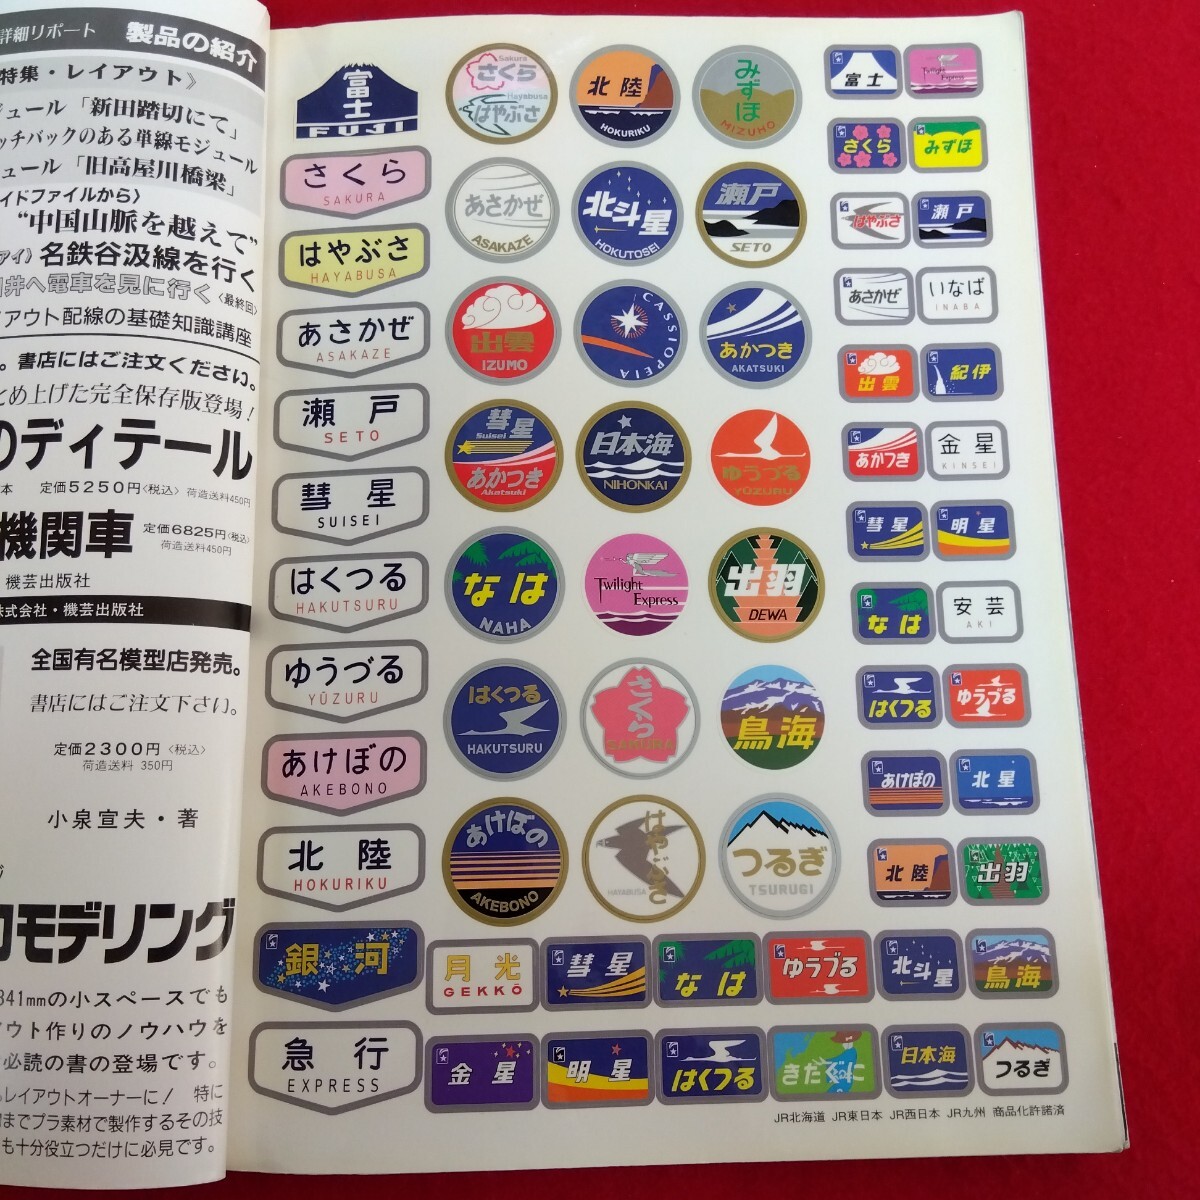 詳細リポート 製品の紹介
特集・レイアウト》
ジュール「新田踏切にて」
ッチバックのある単線モジュール
ュール「旧高屋川橋梁」
イドファイルから〉
“中国山脈を越えて”
アイ〉名鉄谷汲線を行く
井へ電車を見に行く〈最終回〉
アウト配線の基礎知識講座
。書店にはご注文ください。
とめ上げた完全保存版登場！
のディテール
本 定価5250円〈税込〉荷造送料450円
機関車 定価6825円〈税込〉
荷造送料450円
機芸出版社
株式会社・機芸出版社
全国有名模型店発売。
書店にはご注文下さい。
定価2300円〈税込〉
荷造送料 350円
小泉宣夫・著
モデリング
841mmの小スペースでも
アウト作りのノウハウを
必読の書の登場です。
レイアウトオーナーに！ 特に
までプラ素材で製作するその技
も十分役立つだけに必見です。
富士
FUJI
さくら
SAKURA
はやぶさ
HAYABUSA
あさかぜ
ASAKAZE
瀬戸
SETO
彗星
SUISEI
はくつる
HAKUTSURU
ゆうづる
YŪZURU
あけぼの
AKEBONO
北陸
HOKURIKU
銀河
急行
EXPRESS
さくら
Sakura
Hayabusa
はやぶさ
北陸
HOKURIKU
みずほ
MIZUHO
あさかぜ
ASAKAZE
北斗星
HOKUTOSEI
瀬戸
SETO
出雲
IZUMO
CASSIOPEIA
あかつき
AKATSUKI
彗星
Suisei
あかつき
Akatsuki
日本海
NIHONKAI
ゆうづる
YŪZURU
なは
NAHA
Twilight
Express
出羽
DEWA
はくつる
HAKUTSURU
さくら
SAKURA
鳥海
あけぼの
AKEBONO
はやぶさ
HAYABUSA
つるぎ
TSURUGI
富士
Twilight
Express
さくら
みずほ
はやぶさ
瀬戸
あさかぜ
いなば
INABA
出雲
紀伊
あかつき
金星
KINSEI
彗星
明星
なは
安芸
AKI
はくつる
ゆうづる
あけぼの
北星
北陸
出羽
月光
GEKKŌ
彗星
なは
ゆうづる
北斗星
鳥海
金星
明星
はくつる
きたぐに
日本海
つるぎ
JR北海道 JR東日本 JR西日本 JR九州 商品化許諾済